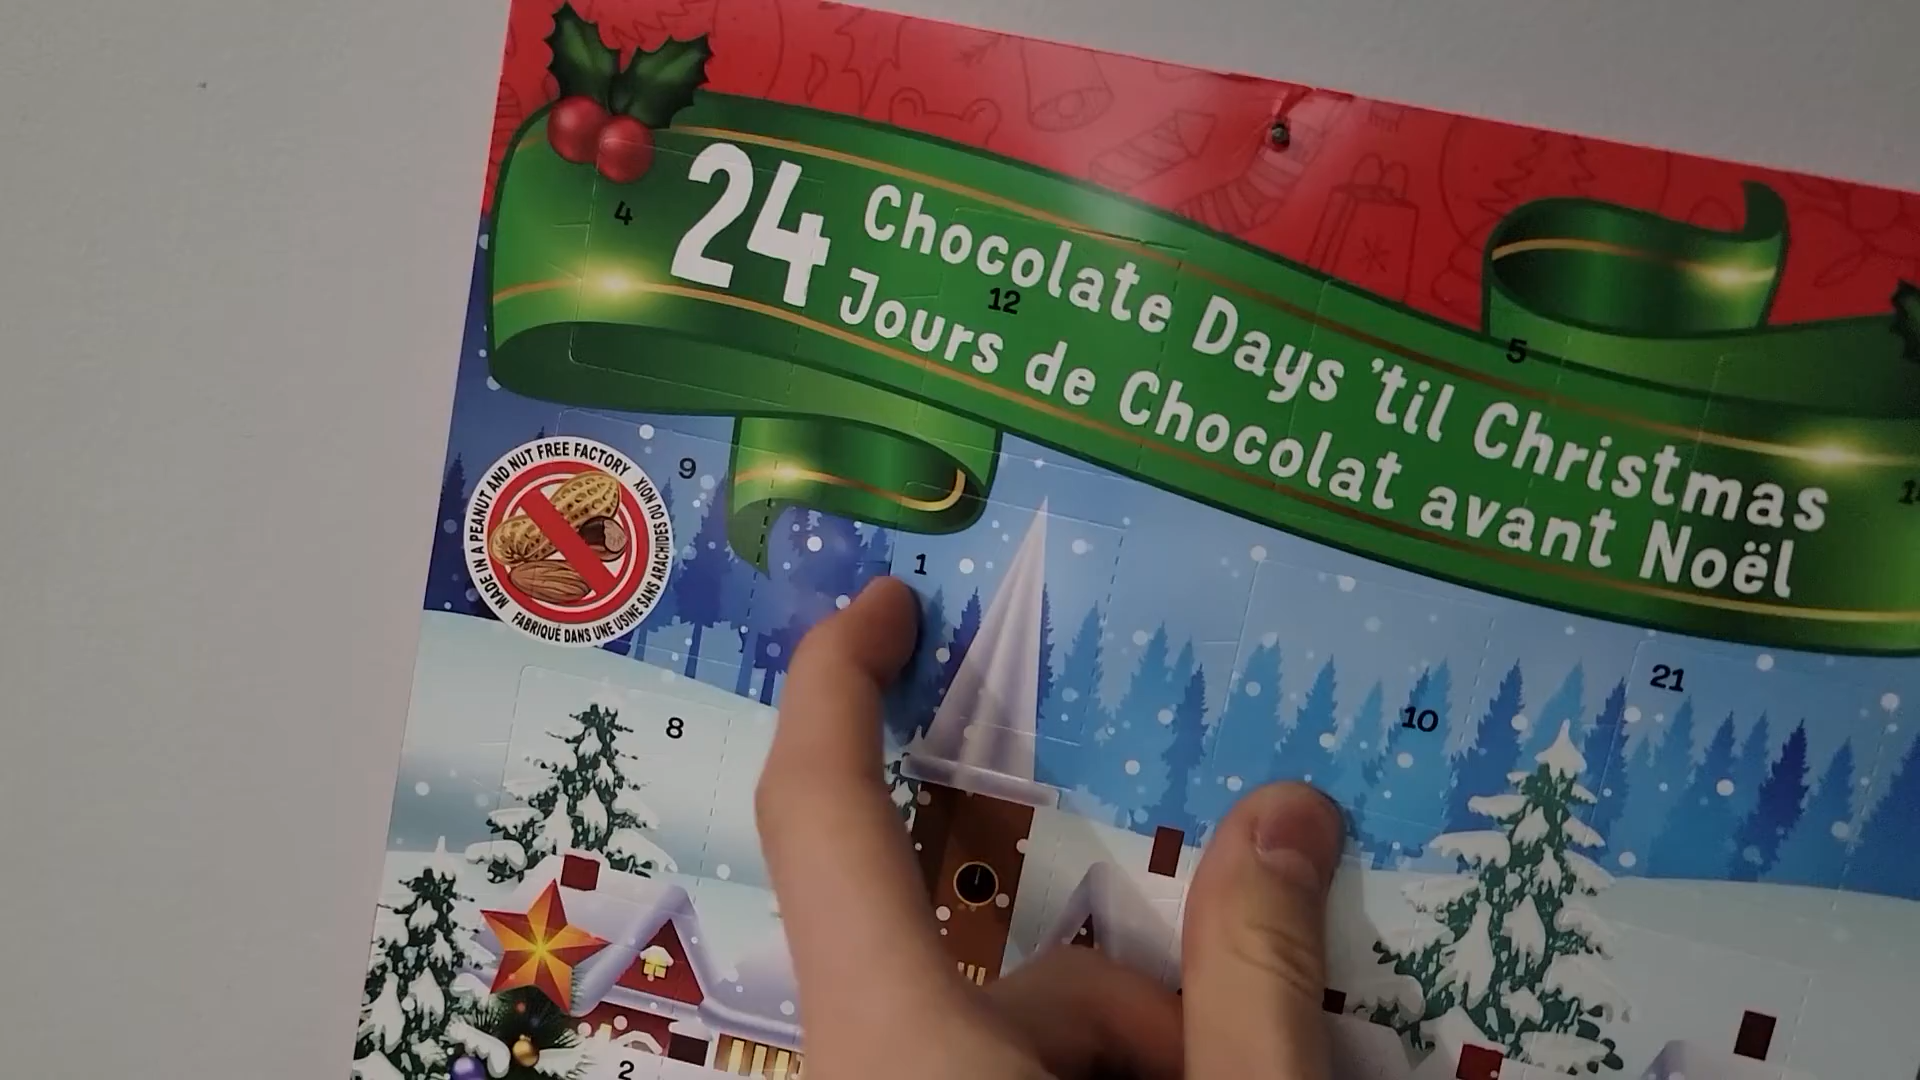 24 Chocolate Days 'til Christmas
Jours de Chocolat avant Noël
4
12
5
9
MADE IN A PEANUT AND NUT FREE FACTORY
FABRIQUÉ DANS UNE USINE SANS ARACHIDES OU NOIX
1
21
10
8
2